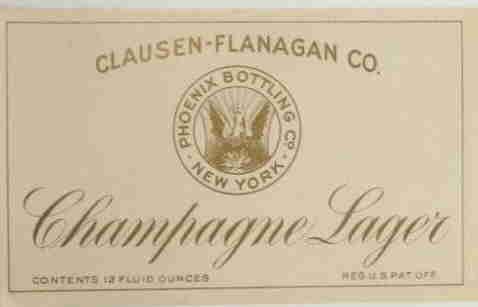 CLAUSEN-FLANAGAN CO.
PHOENIX BOTTLING CO.
NEW YORK
Champagne Lager
CONTENTS 12 FLUID OUNCES
REG. U.S. PAT. OFF.